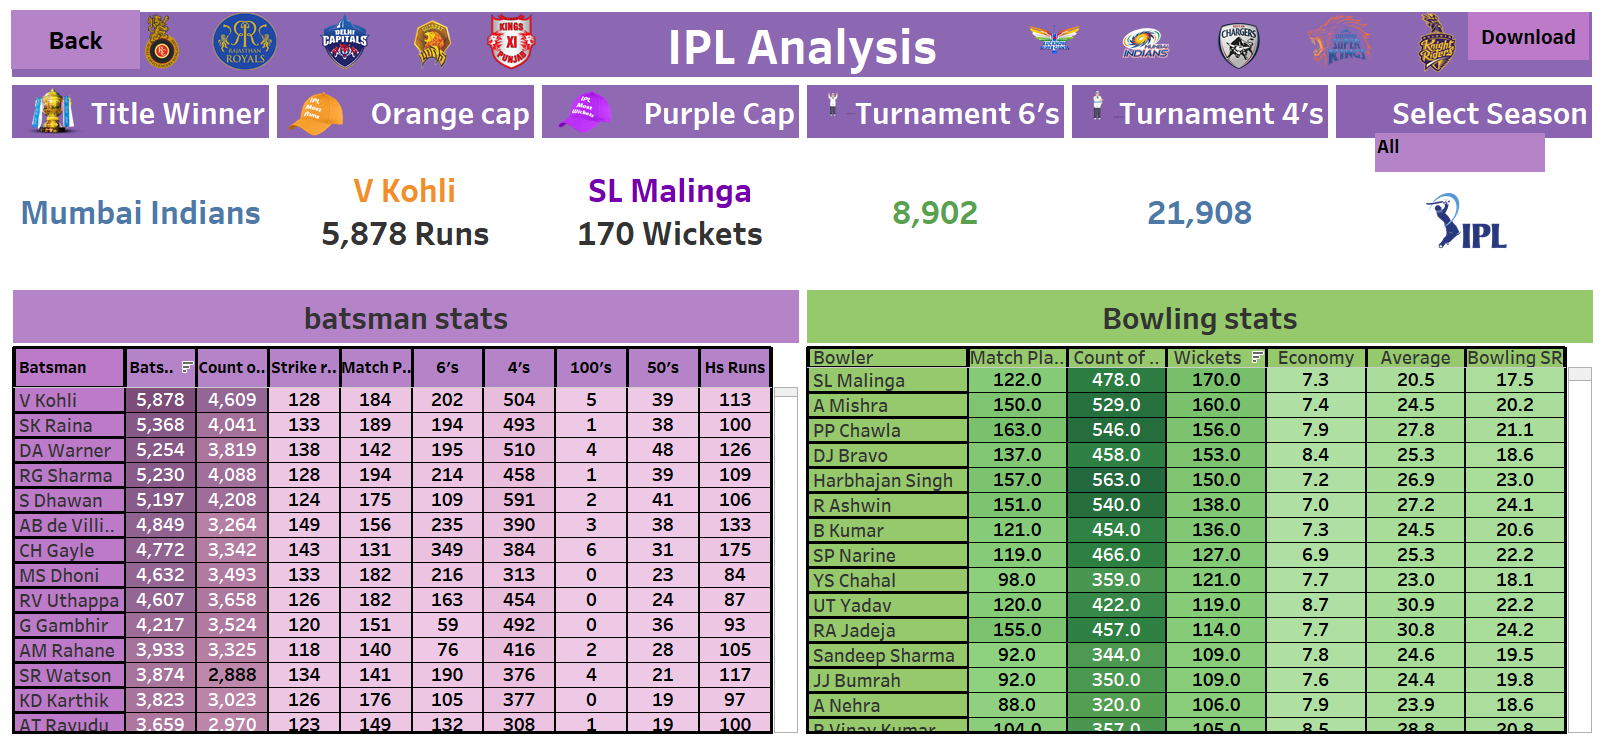 Back
RAJASTHAN
ROYALS
DELHI
CAPITALS
KINGS
XI
PUNJAB
IPL Analysis
MUMBAI
INDIANS
CHARGERS
SUPER
KINGS
Knight
Riders
Download
IPL
Most
Runs
Title Winner
Orange cap
IPL
Most
Wickets
Purple Cap
Turnament 6's
Turnament 4's
Select Season
All
Mumbai Indians
V Kohli
5,878 Runs
SL Malinga
170 Wickets
8,902
21,908
IPL
batsman stats
Batsman Bats.. Count o.. Strike r.. Match P.. 6's 4's 100's 50's Hs Runs
V Kohli 5,878 4,609 128 184 202 504 5 39 113
SK Raina 5,368 4,041 133 189 194 493 1 38 100
DA Warner 5,254 3,819 138 142 195 510 4 48 126
RG Sharma 5,230 4,088 128 194 214 458 1 39 109
S Dhawan 5,197 4,208 124 175 109 591 2 41 106
AB de Villi.. 4,849 3,264 149 156 235 390 3 38 133
CH Gayle 4,772 3,342 143 131 349 384 6 31 175
MS Dhoni 4,632 3,493 133 182 216 313 0 23 84
RV Uthappa 4,607 3,658 126 182 163 454 0 24 87
G Gambhir 4,217 3,524 120 151 59 492 0 36 93
AM Rahane 3,933 3,325 118 140 76 416 2 28 105
SR Watson 3,874 2,888 134 141 190 376 4 21 117
KD Karthik 3,823 3,023 126 176 105 377 0 19 97
AT Rayudu 3,659 2,970 123 149 132 308 1 19 100
Bowling stats
Bowler Match Pla.. Count of .. Wickets Economy Average Bowling SR
SL Malinga 122.0 478.0 170.0 7.3 20.5 17.5
A Mishra 150.0 529.0 160.0 7.4 24.5 20.2
PP Chawla 163.0 546.0 156.0 7.9 27.8 21.1
DJ Bravo 137.0 458.0 153.0 8.4 25.3 18.6
Harbhajan Singh 157.0 563.0 150.0 7.2 26.9 23.0
R Ashwin 151.0 540.0 138.0 7.0 27.2 24.1
B Kumar 121.0 454.0 136.0 7.3 24.5 20.6
SP Narine 119.0 466.0 127.0 6.9 25.3 22.2
YS Chahal 98.0 359.0 121.0 7.7 23.0 18.1
UT Yadav 120.0 422.0 119.0 8.7 30.9 22.2
RA Jadeja 155.0 457.0 114.0 7.7 30.8 24.2
Sandeep Sharma 92.0 344.0 109.0 7.8 24.6 19.5
JJ Bumrah 92.0 350.0 109.0 7.6 24.4 19.8
A Nehra 88.0 320.0 106.0 7.9 23.9 18.6
R Vinay Kumar 104.0 357.0 105.0 8.5 28.8 20.8